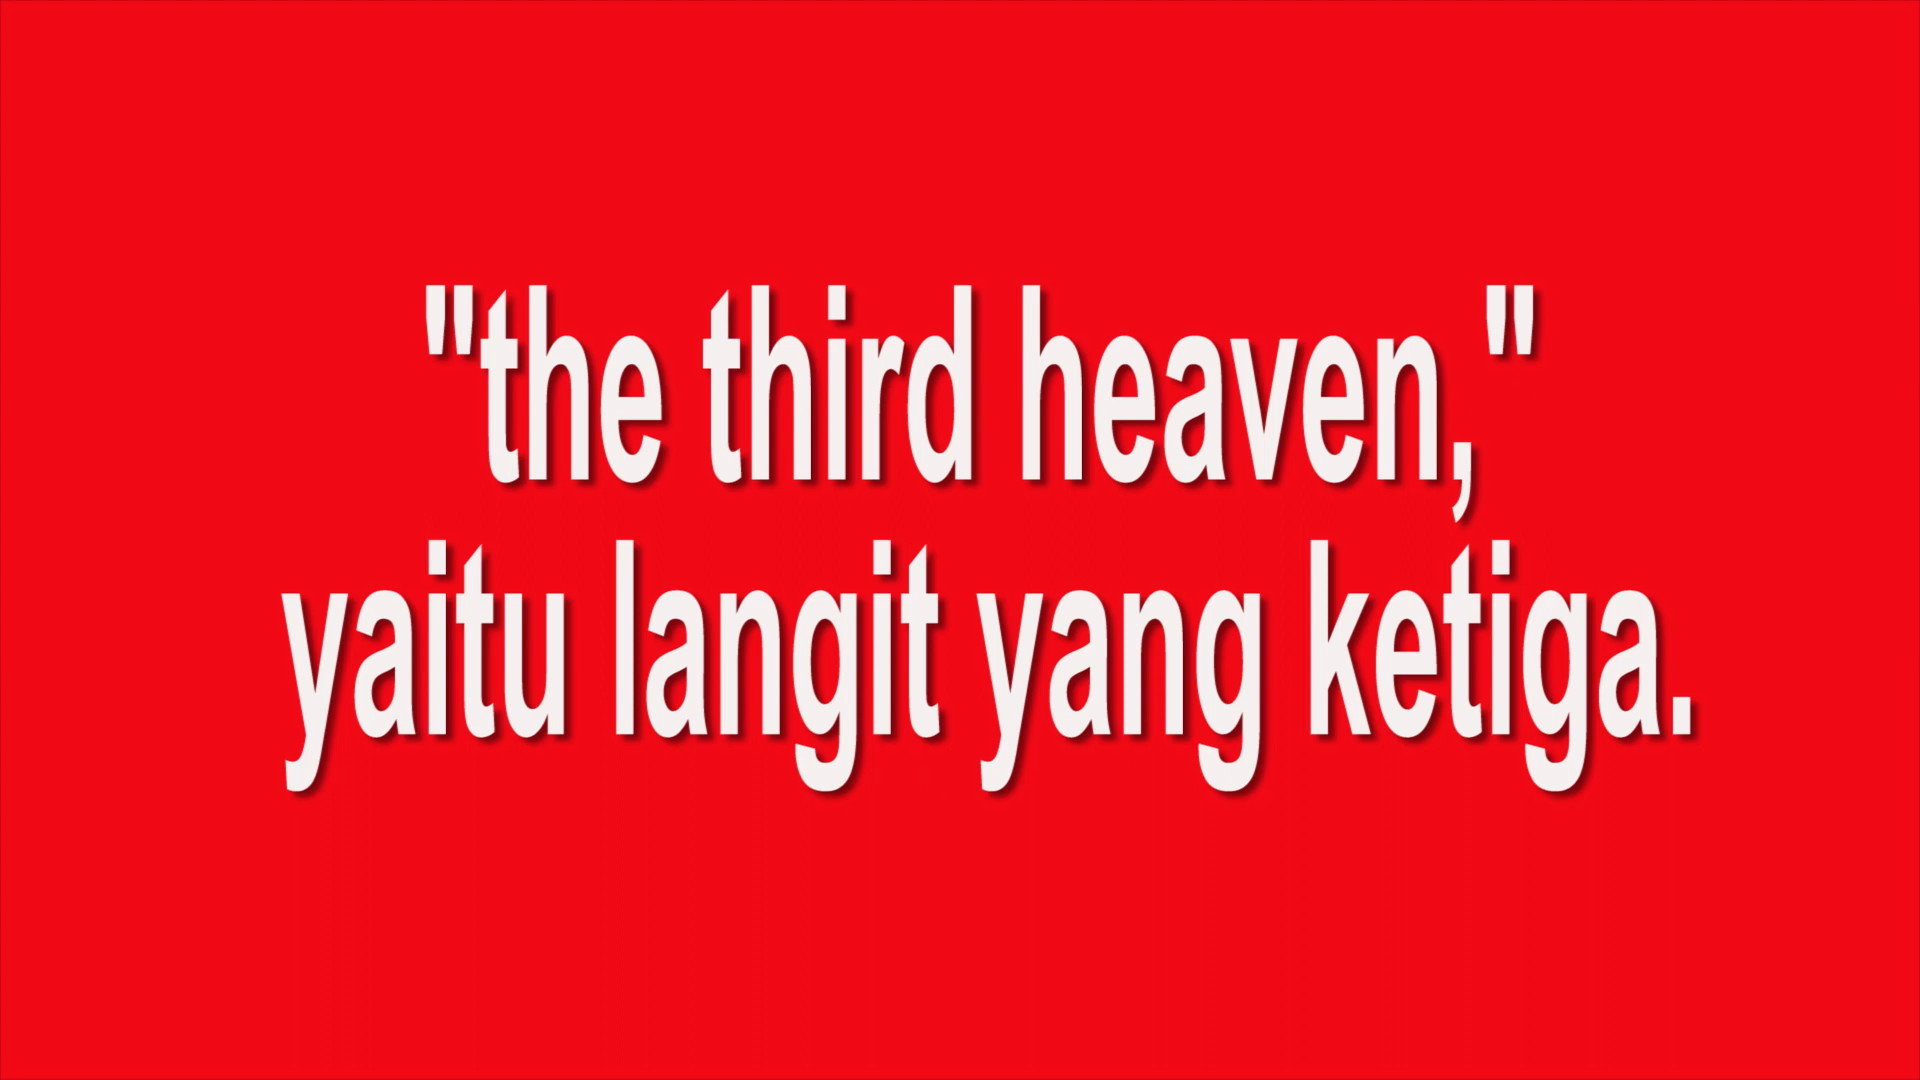 "the third heaven,"
yaitu langit yang ketiga.